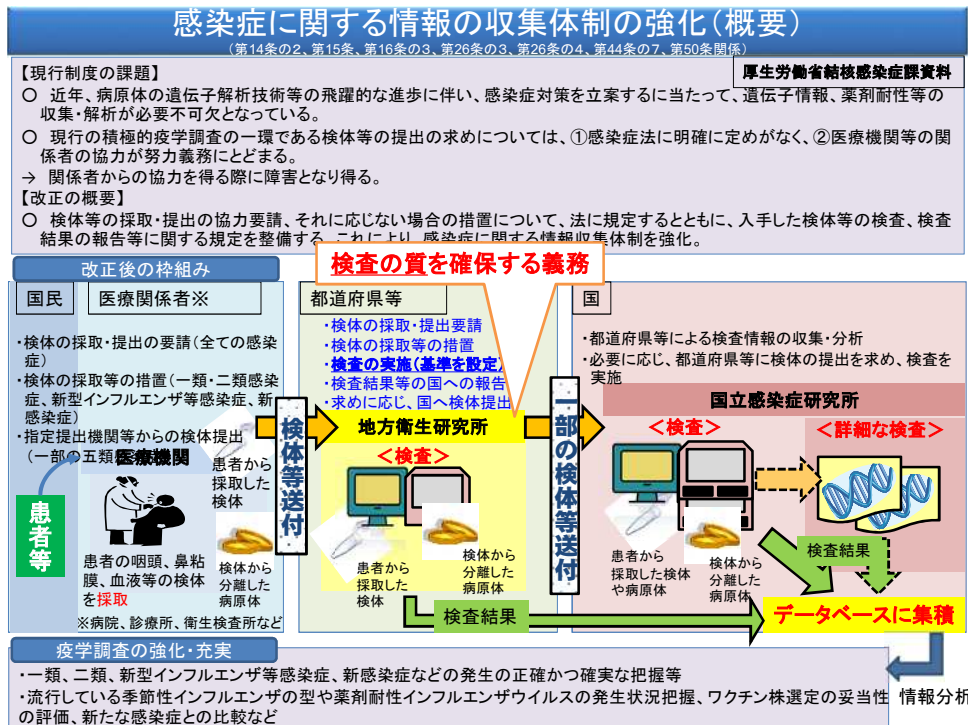 感染症に関する情報の収集体制の強化(概要)
(第14条の2、第15条、第16条の3、第26条の3、第26条の4、第44条の7、第50条関係)
【現行制度の課題】
厚生労働省結核感染症課資料
○ 近年、病原体の遺伝子解析技術等の飛躍的な進歩に伴い、感染症対策を立案するに当たって、遺伝子情報、薬剤耐性等の
収集・解析が必要不可欠となっている。
○ 現行の積極的疫学調査の一環である検体等の提出の求めについては、①感染症法に明確に定めがなく、②医療機関等の関
係者の協力が努力義務にとどまる。
→ 関係者からの協力を得る際に障害となり得る。
【改正の概要】
○ 検体等の採取・提出の協力要請、それに応じない場合の措置について、法に規定するとともに、入手した検体等の検査、検査
結果の報告等に関する規定を整備する。これにより、感染症に関する情報収集体制を強化。
改正後の枠組み
検査の質を確保する義務
国民
医療関係者※
・検体の採取・提出の要請(全ての感染
症)
・検体の採取等の措置(一類・二類感染
症、新型インフルエンザ等感染症、新
感染症)
・指定提出機関等からの検体提出
(一部の五類
医療機関
患者等
患者の咽頭、鼻粘
膜、血液等の検体
を採取
※病院、診療所、衛生検査所など
患者から
採取した
検体
検体から
分離した
病原体
検体等送付
都道府県等
・検体の採取・提出要請
・検体の採取等の措置
・検査の実施(基準を設定)
・検査結果等の国への報告
・求めに応じ、国へ検体提出
地方衛生研究所
<検査>
患者から
採取した
検体
検体から
分離した
病原体
検査結果
一部の検体等送付
国
・都道府県等による検査情報の収集・分析
・必要に応じ、都道府県等に検体の提出を求め、検査を
実施
国立感染症研究所
<検査>
<詳細な検査>
患者から
採取した検体
や病原体
検体から
分離した
病原体
検査結果
データベースに集積
疫学調査の強化・充実
・一類、二類、新型インフルエンザ等感染症、新感染症などの発生の正確かつ確実な把握等
・流行している季節性インフルエンザの型や薬剤耐性インフルエンザウイルスの発生状況把握、ワクチン株選定の妥当性
の評価、新たな感染症との比較など
情報分析